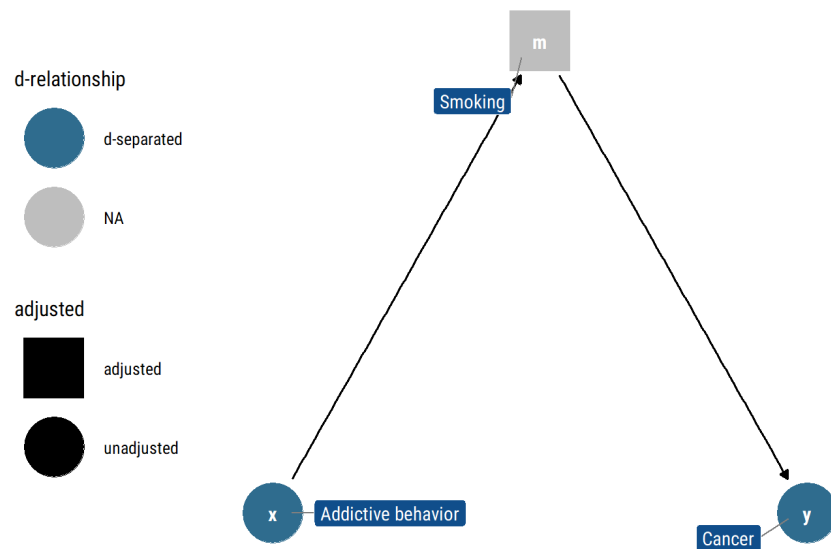 m
d-relationship
Smoking
d-separated
NA
adjusted
adjusted
unadjusted
x
Addictive behavior
y
Cancer